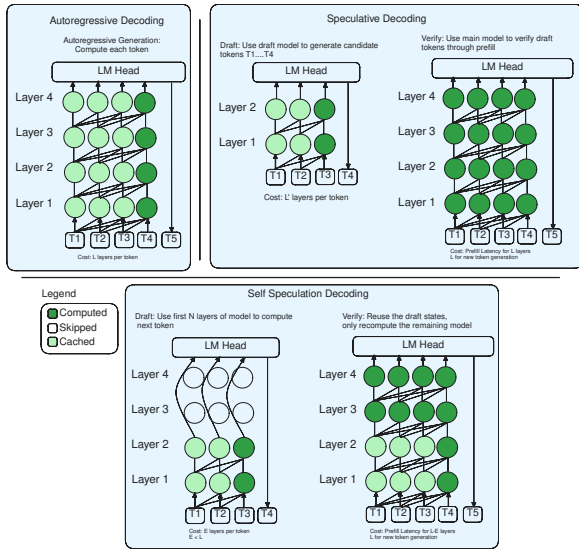 Autoregressive Decoding
Autoregressive Generation:
Compute each token
LM Head
Layer 4
Layer 3
Layer 2
Layer 1
T1 T2 T3 T4 T5
Cost: L layers per token
Speculative Decoding
Draft: Use draft model to generate candidate
tokens T1....T4
LM Head
Layer 2
Layer 1
T1 T2 T3 T4
Cost: L' layers per token
Verify: Use main model to verify draft
tokens through prefill
LM Head
Layer 4
Layer 3
Layer 2
Layer 1
T1 T2 T3 T4 T5
Cost: Prefill Latency for L layers
L for new token generation
Legend
Computed
Skipped
Cached
Self Speculation Decoding
Draft: Use first N layers of model to compute
next token
LM Head
Layer 4
Layer 3
Layer 2
Layer 1
T1 T2 T3 T4
Cost: E layers per token
E < L
Verify: Reuse the draft states,
only recompute the remaining model
LM Head
Layer 4
Layer 3
Layer 2
Layer 1
T1 T2 T3 T4 T5
Cost: Prefill Latency for L-E layers
L for new token generation